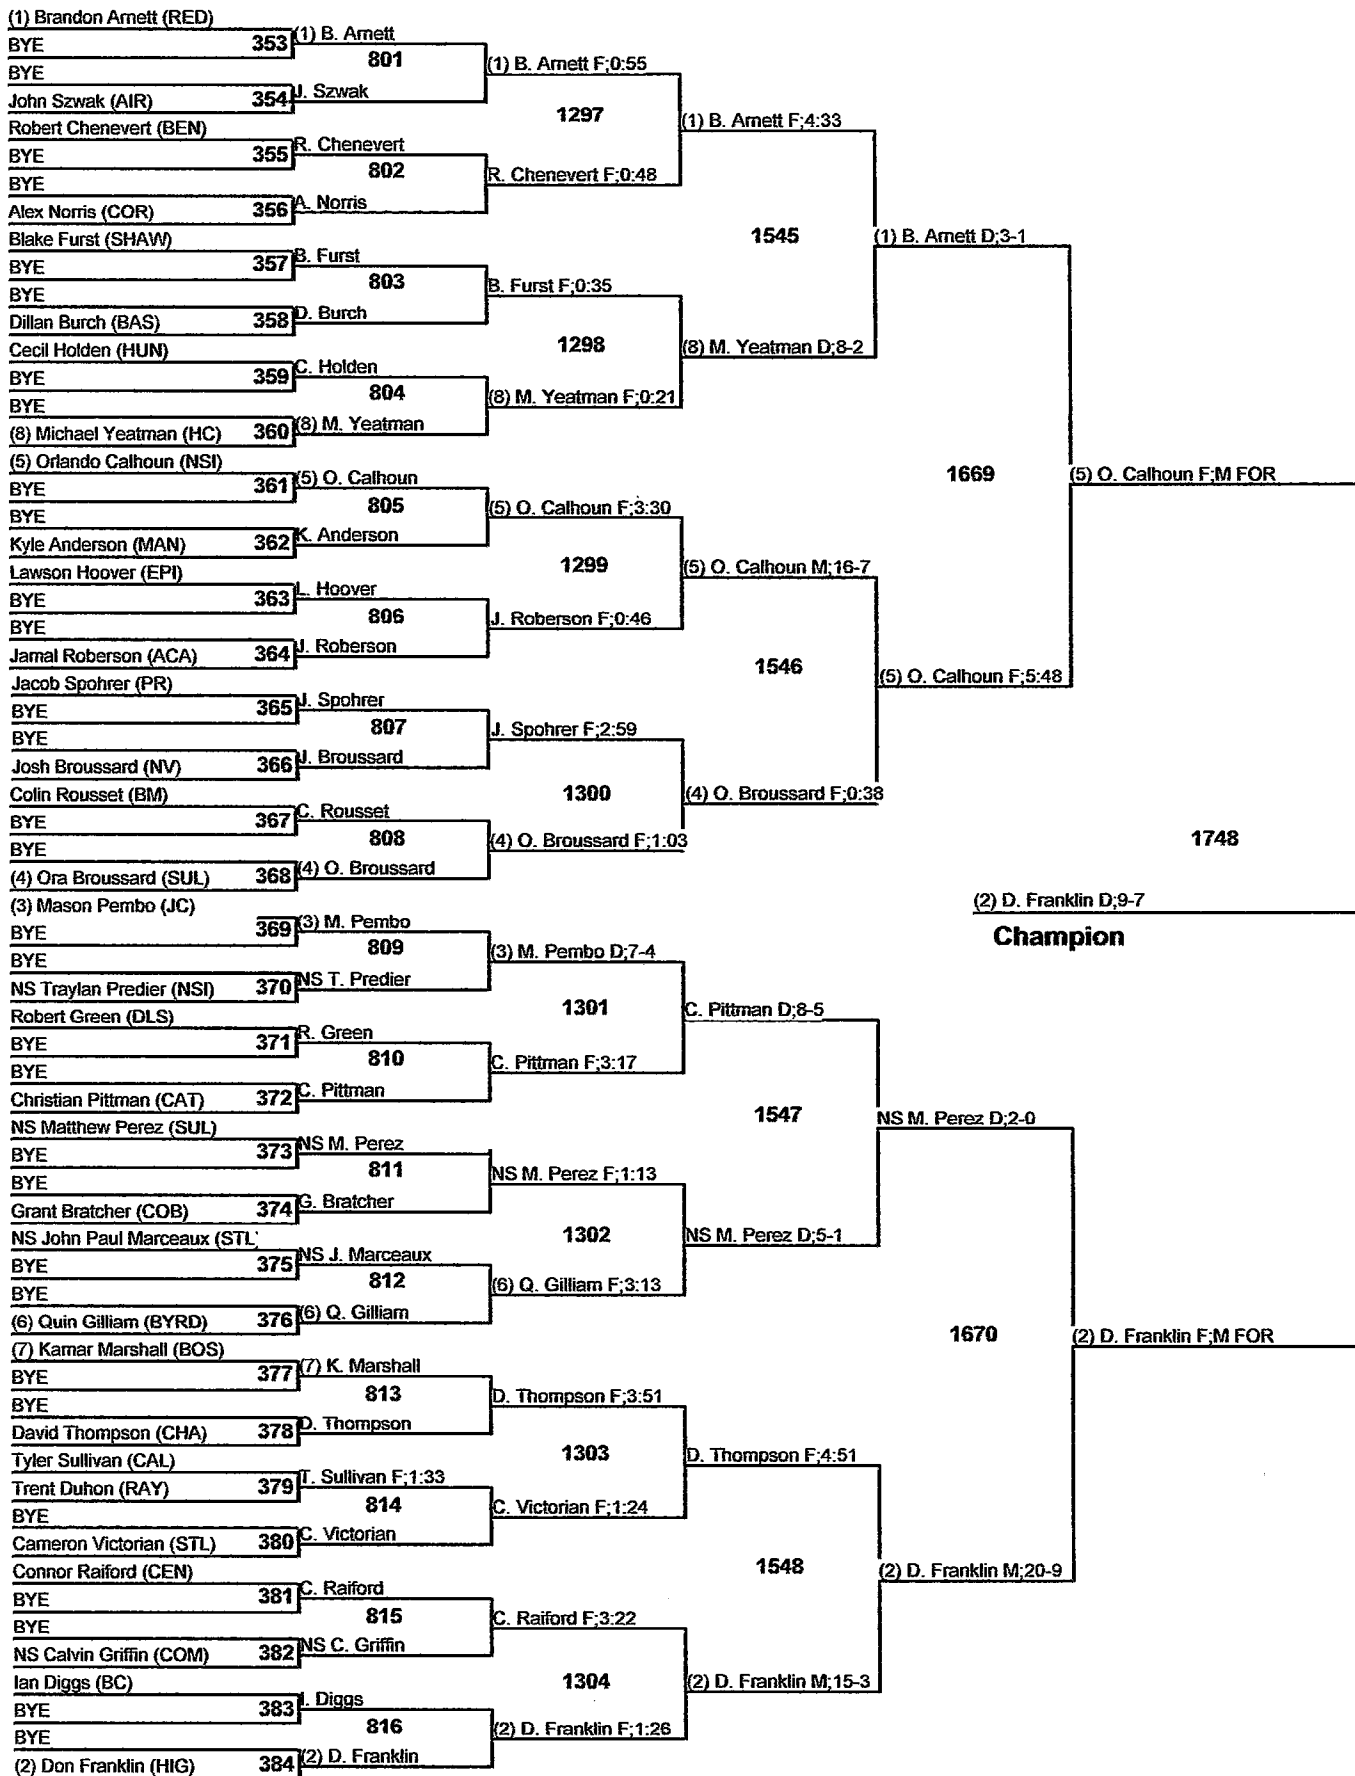 (1) Brandon Arnett (RED)
BYE 353
BYE
John Szwak (AIR) 354
Robert Chenevert (BEN)
BYE 355
BYE
Alex Norris (COR) 356
Blake Furst (SHAW)
BYE 357
BYE
Dillan Burch (BAS) 358
Cecil Holden (HUN)
BYE 359
BYE
(8) Michael Yeatman (HC) 360
(5) Orlando Calhoun (NSI)
BYE 361
BYE
Kyle Anderson (MAN) 362
Lawson Hoover (EPI)
BYE 363
BYE
Jamal Roberson (ACA) 364
Jacob Spohrer (PR)
BYE 365
BYE
Josh Broussard (NV) 366
Colin Rousset (BM)
BYE 367
BYE
(4) Ora Broussard (SUL) 368
(3) Mason Pembo (JC)
BYE 369
BYE
NS Traylan Predier (NSI) 370
Robert Green (DLS)
BYE 371
BYE
Christian Pittman (CAT) 372
NS Matthew Perez (SUL)
BYE 373
BYE
Grant Bratcher (COB) 374
NS John Paul Marceaux (STL)
BYE 375
BYE
(6) Quin Gilliam (BYRD) 376
(7) Kamar Marshall (BOS)
BYE 377
BYE
David Thompson (CHA) 378
Tyler Sullivan (CAL)
Trent Duhon (RAY) 379
BYE
Cameron Victorian (STL) 380
Connor Raiford (CEN)
BYE 381
BYE
NS Calvin Griffin (COM) 382
Ian Diggs (BC)
BYE 383
BYE
(2) Don Franklin (HIG) 384
(1) B. Arnett
801
J. Szwak
R. Chenevert
802
A. Norris
B. Furst
803
D. Burch
C. Holden
804
(8) M. Yeatman
(5) O. Calhoun
805
K. Anderson
L. Hoover
806
J. Roberson
J. Spohrer
807
J. Broussard
C. Rousset
808
(4) O. Broussard
(3) M. Pembo
809
NS T. Predier
R. Green
810
C. Pittman
NS M. Perez
811
G. Bratcher
NS J. Marceaux
812
(6) Q. Gilliam
(7) K. Marshall
813
D. Thompson
T. Sullivan F;1:33
814
C. Victorian
C. Raiford
815
NS C. Griffin
I. Diggs
816
(2) D. Franklin
(1) B. Arnett F;0:55
1297
R. Chenevert F;0:48
B. Furst F;0:35
1298
(8) M. Yeatman F;0:21
(5) O. Calhoun F;3:30
1299
J. Roberson F;0:46
J. Spohrer F;2:59
1300
(4) O. Broussard F;1:03
(3) M. Pembo D;7-4
1301
C. Pittman F;3:17
NS M. Perez F;1:13
1302
(6) Q. Gilliam F;3:13
D. Thompson F;3:51
1303
C. Victorian F;1:24
C. Raiford F;3:22
1304
(2) D. Franklin F;1:26
(1) B. Arnett F;4:33
1545
(8) M. Yeatman D;8-2
(5) O. Calhoun M;16-7
1546
(4) O. Broussard F;0:38
C. Pittman D;8-5
1547
NS M. Perez D;5-1
D. Thompson F;4:51
1548
(2) D. Franklin M;15-3
(1) B. Arnett D;3-1
1669
(5) O. Calhoun F;5:48
NS M. Perez D;2-0
1670
(2) D. Franklin M;20-9
(5) O. Calhoun F;M FOR
1748
(2) D. Franklin F;M FOR
(2) D. Franklin D;9-7
Champion